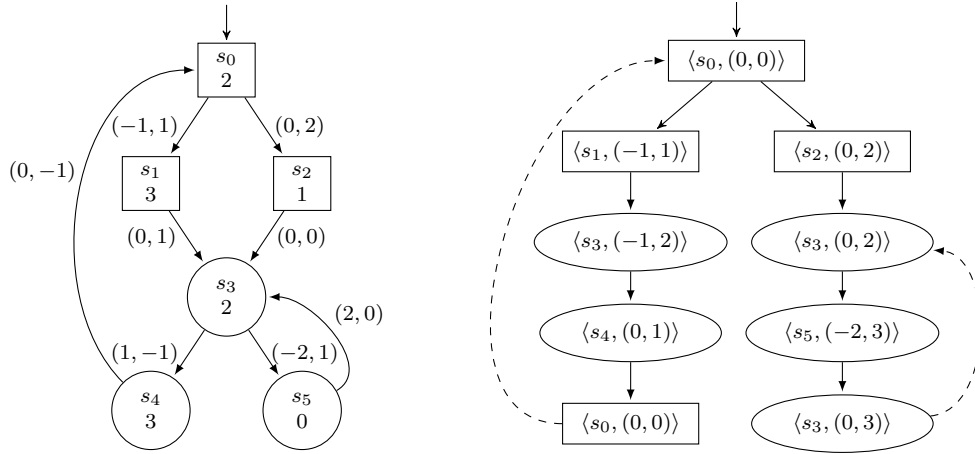 s₀
2
(−1, 1)
(0, 2)
(0, −1)
s₁
3
s₂
1
(0, 1)
(0, 0)
s₃
2
(2, 0)
(1, −1)
(−2, 1)
s₄
3
s₅
0
⟨s₀, (0, 0)⟩
⟨s₁, (−1, 1)⟩
⟨s₂, (0, 2)⟩
⟨s₃, (−1, 2)⟩
⟨s₃, (0, 2)⟩
⟨s₄, (0, 1)⟩
⟨s₅, (−2, 3)⟩
⟨s₀, (0, 0)⟩
⟨s₃, (0, 3)⟩